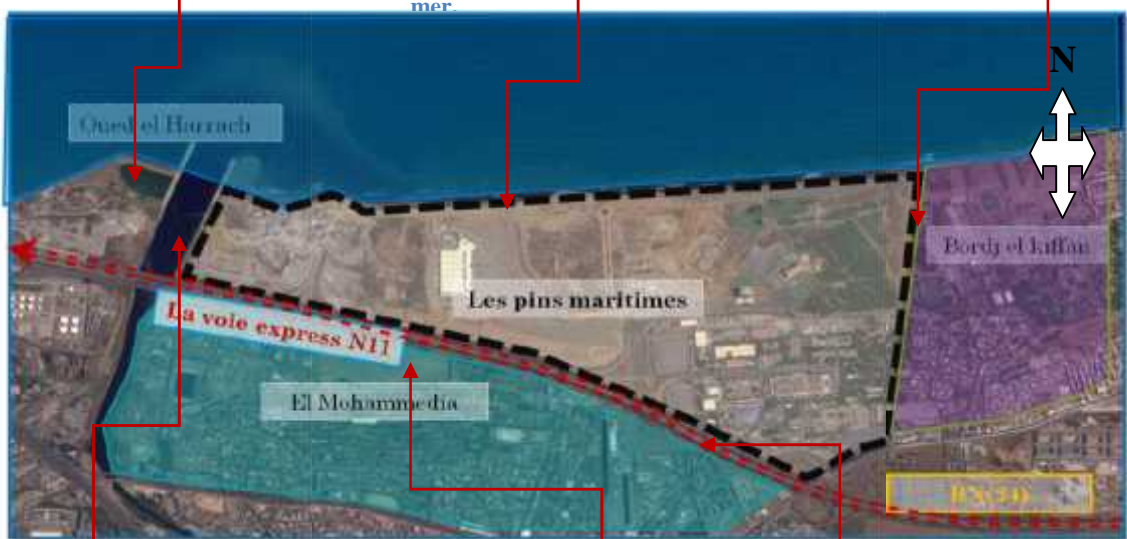 mer.
N
Oued el Harrach
Bordj el kiffan
Les pins maritimes
La voie express N11
El Mohammedia